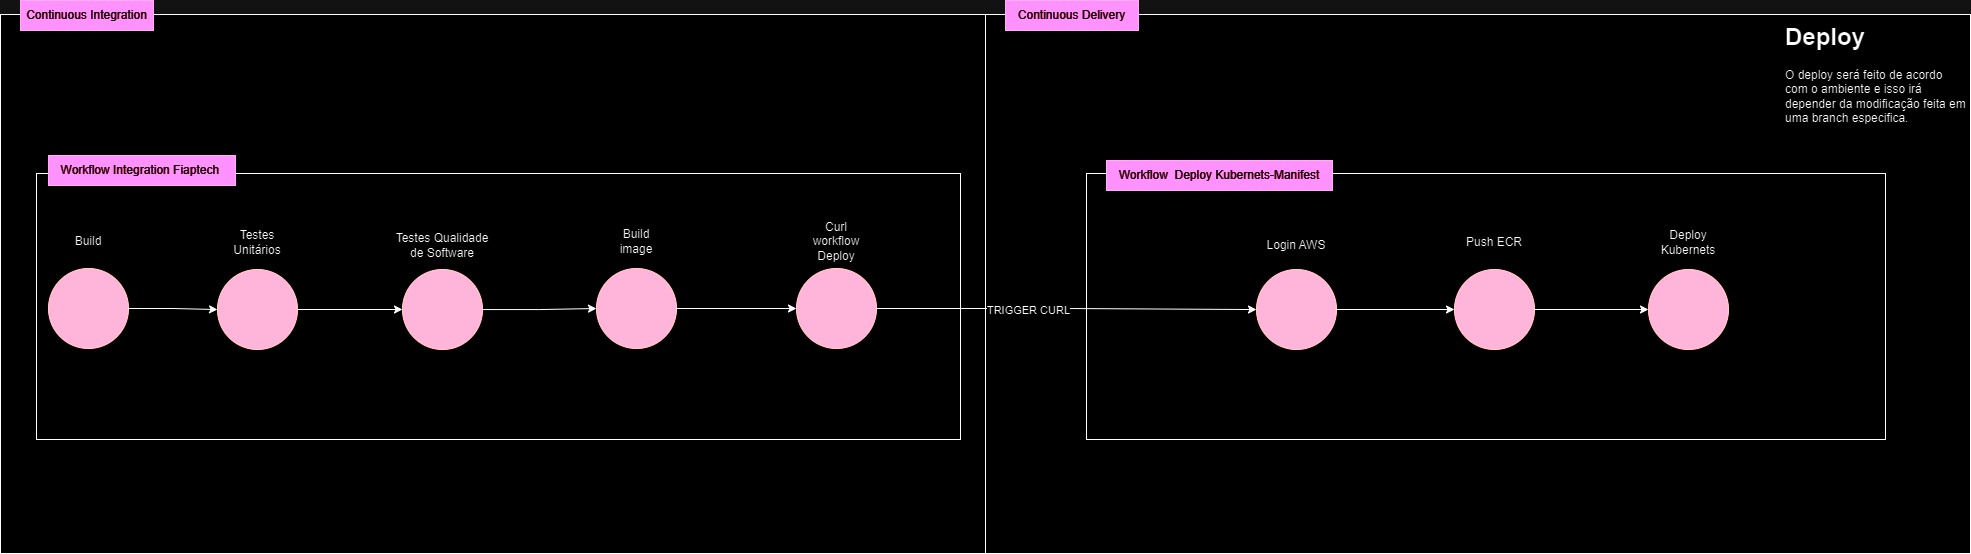 Continuous Integration
Continuous Delivery
Deploy
O deploy será feito de acordo
com o ambiente e isso irá
depender da modificação feita em
uma branch especifica.
Workflow Integration Fiaptech
Build
Testes
Unitários
Testes Qualidade
de Software
Build
image
Curl
workflow
Deploy
TRIGGER CURL
Workflow  Deploy Kubernets-Manifest
Login AWS
Push ECR
Deploy
Kubernets